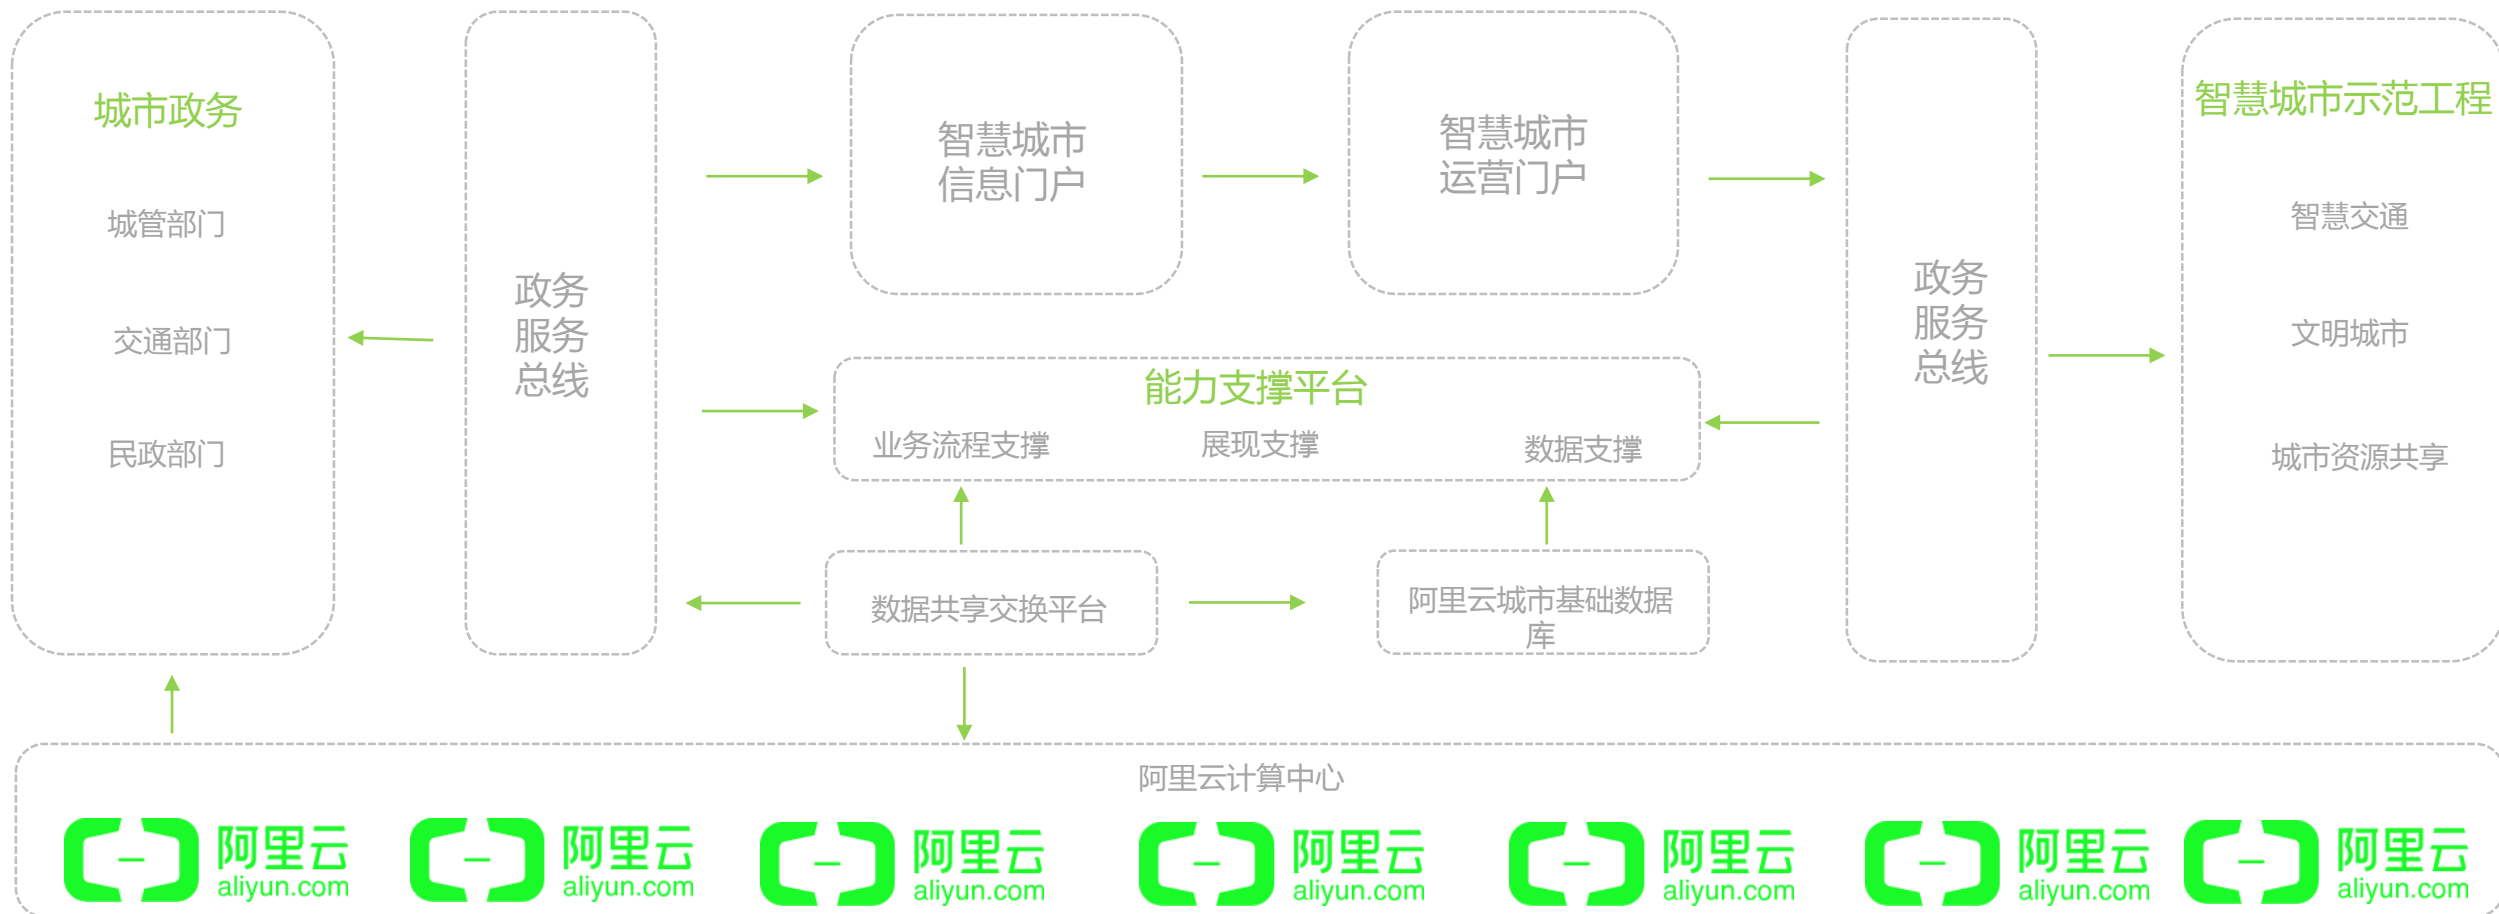 城市政务
城管部门
交通部门
民政部门
政务
服务
总线
智慧城市
信息门户
智慧城市
运营门户
能力支撑平台
业务流程支撑
展现支撑
数据支撑
数据共享交换平台
阿里云城市基础数据
库
政务
服务
总线
智慧城市示范工程
智慧交通
文明城市
城市资源共享
阿里云计算中心
阿里云
aliyun.com
阿里云
aliyun.com
阿里云
aliyun.com
阿里云
aliyun.com
阿里云
aliyun.com
阿里云
aliyun.com
阿里云
aliyun.com